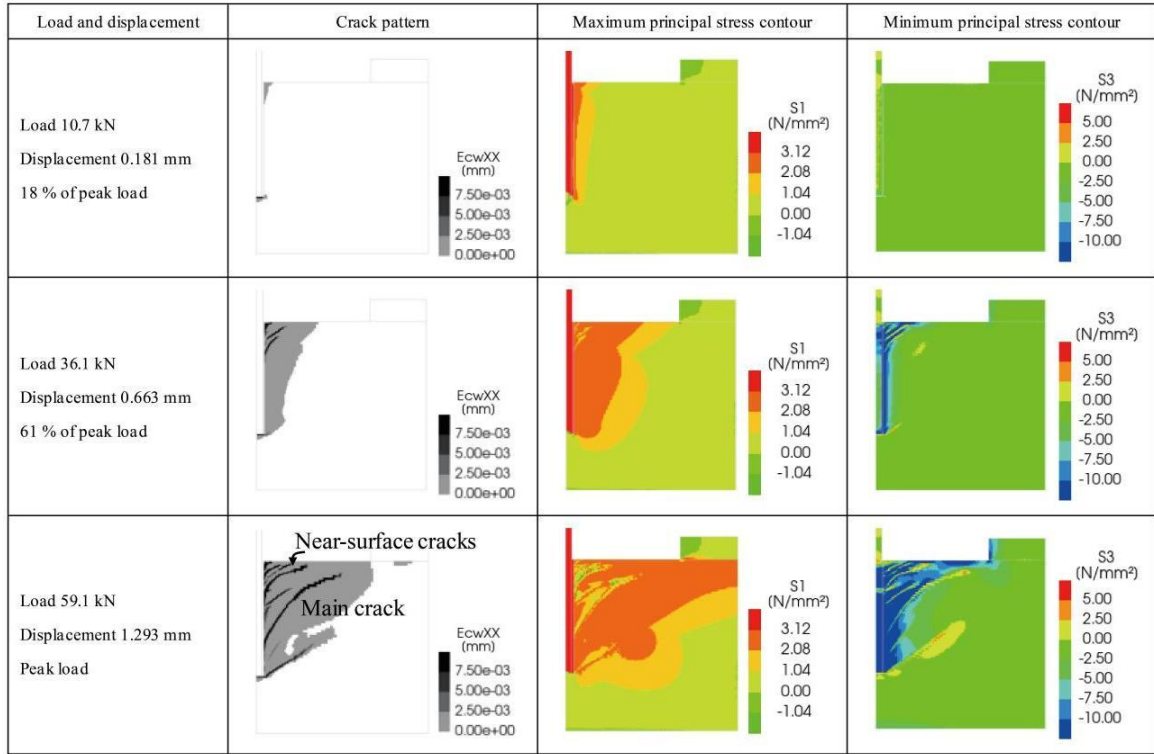 Load and displacement
Crack pattern
Maximum principal stress contour
Minimum principal stress contour
Load 10.7 kN
Displacement 0.181 mm
18 % of peak load
EcwXX
(mm)
7.50e-03
5.00e-03
2.50e-03
0.00e+00
S1
(N/mm²)
3.12
2.08
1.04
0.00
-1.04
S3
(N/mm²)
5.00
2.50
0.00
-2.50
-5.00
-7.50
-10.00
Load 36.1 kN
Displacement 0.663 mm
61 % of peak load
EcwXX
(mm)
7.50e-03
5.00e-03
2.50e-03
0.00e+00
S1
(N/mm²)
3.12
2.08
1.04
0.00
-1.04
S3
(N/mm²)
5.00
2.50
0.00
-2.50
-5.00
-7.50
-10.00
Load 59.1 kN
Displacement 1.293 mm
Peak load
Near-surface cracks
Main crack
EcwXX
(mm)
7.50e-03
5.00e-03
2.50e-03
0.00e+00
S1
(N/mm²)
3.12
2.08
1.04
0.00
-1.04
S3
(N/mm²)
5.00
2.50
0.00
-2.50
-5.00
-7.50
-10.00